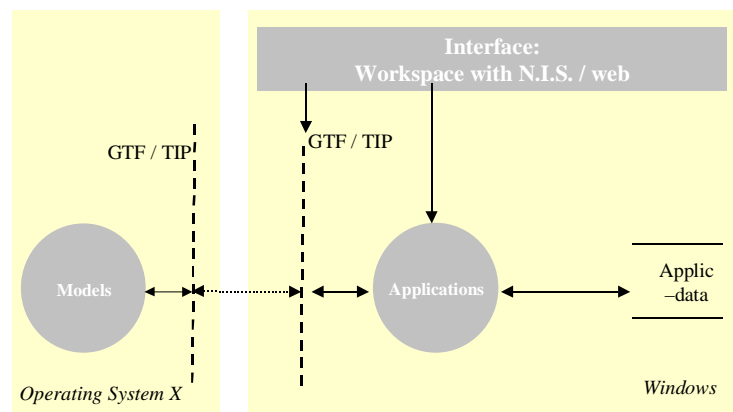 Interface:
Workspace with N.I.S. / web
GTF / TIP
GTF / TIP
Models
Applications
Applic
–data
Operating System X
Windows